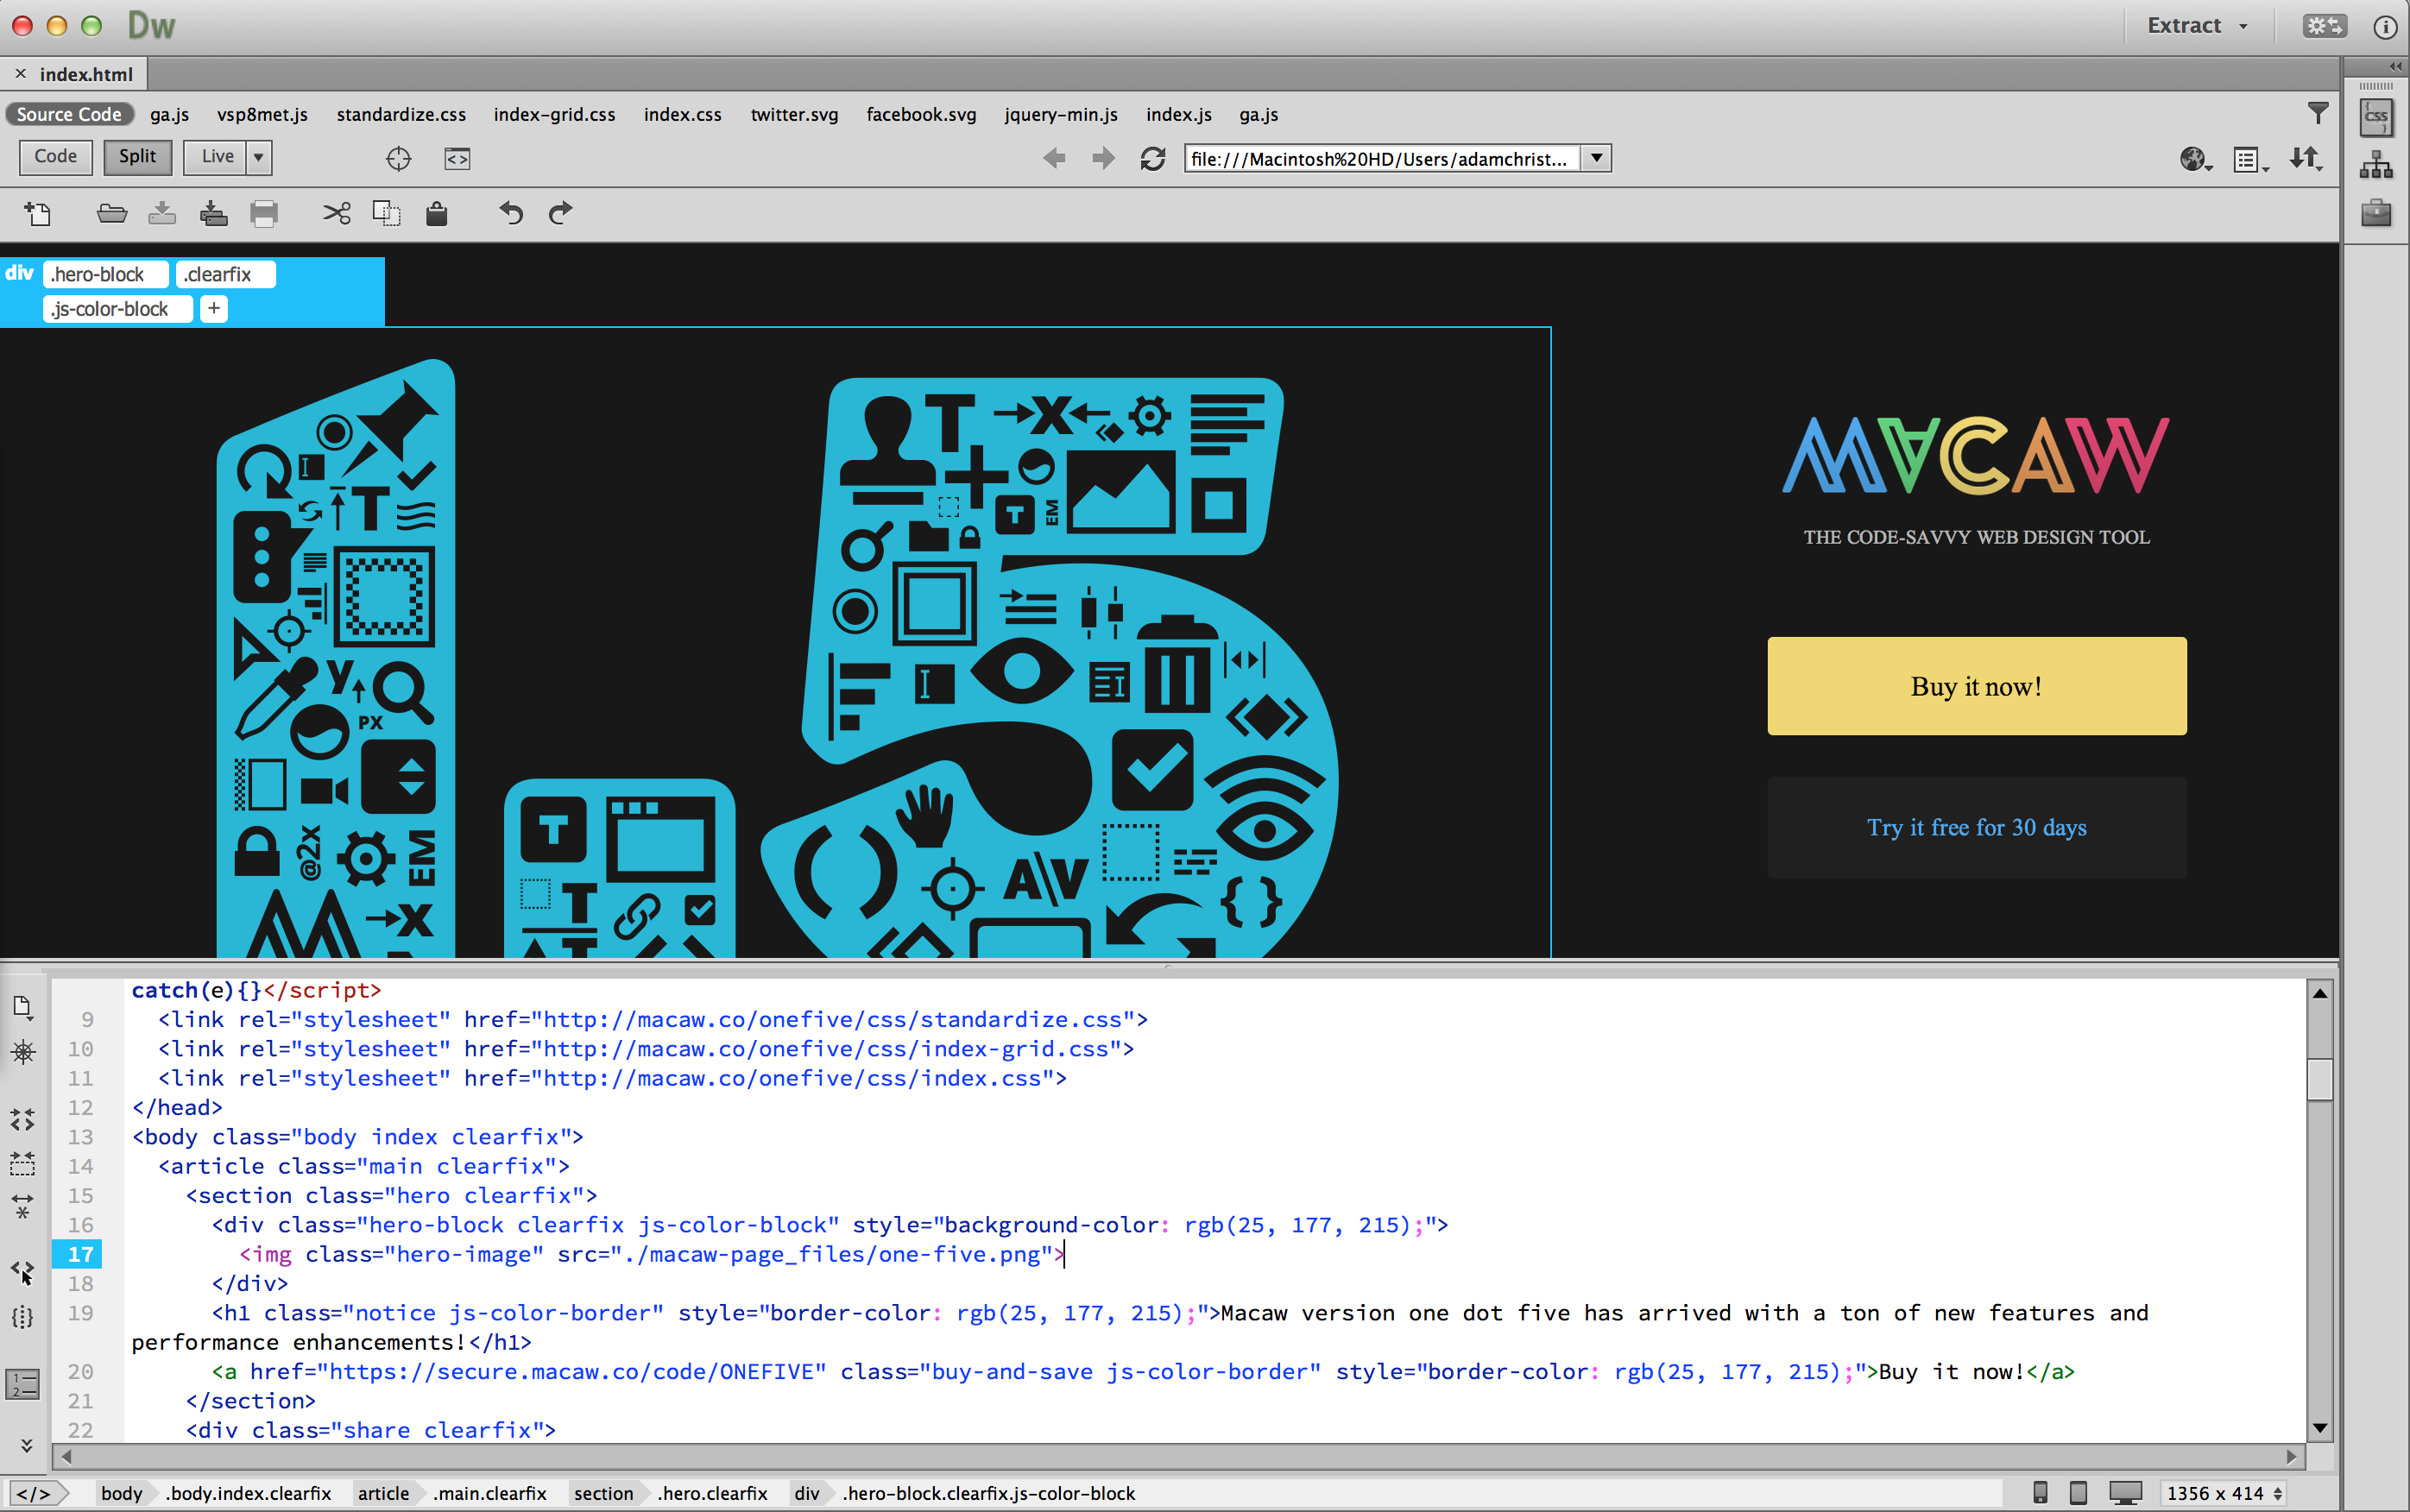 Dw
Extract
index.html
Source Code ga.js vsp8met.js standardize.css index-grid.css index.css twitter.svg facebook.svg jquery-min.js index.js ga.js
Code Split Live file:///Macintosh%20HD/Users/adamchrist...
CSS
div .hero-block .clearfix
.js-color-block +
T X
T EM
T
Y
PX
@2x EM
T
T
A\V
{ }
X
T
MACAW
THE CODE-SAVVY WEB DESIGN TOOL
Buy it now!
Try it free for 30 days
catch(e){}</script>
9 <link rel="stylesheet" href="http://macaw.co/onefive/css/standardize.css">
10 <link rel="stylesheet" href="http://macaw.co/onefive/css/index-grid.css">
11 <link rel="stylesheet" href="http://macaw.co/onefive/css/index.css">
12 </head>
13 <body class="body index clearfix">
14 <article class="main clearfix">
15 <section class="hero clearfix">
16 <div class="hero-block clearfix js-color-block" style="background-color: rgb(25, 177, 215);">
17 <img class="hero-image" src="./macaw-page_files/one-five.png">
18 </div>
19 <h1 class="notice js-color-border" style="border-color: rgb(25, 177, 215);">Macaw version one dot five has arrived with a ton of new features and
performance enhancements!</h1>
20 <a href="https://secure.macaw.co/code/ONEFIVE" class="buy-and-save js-color-border" style="border-color: rgb(25, 177, 215);">Buy it now!</a>
21 </section>
22 <div class="share clearfix">
</> body .body.index.clearfix article .main.clearfix section .hero.clearfix div .hero-block.clearfix.js-color-block 1356 x 414